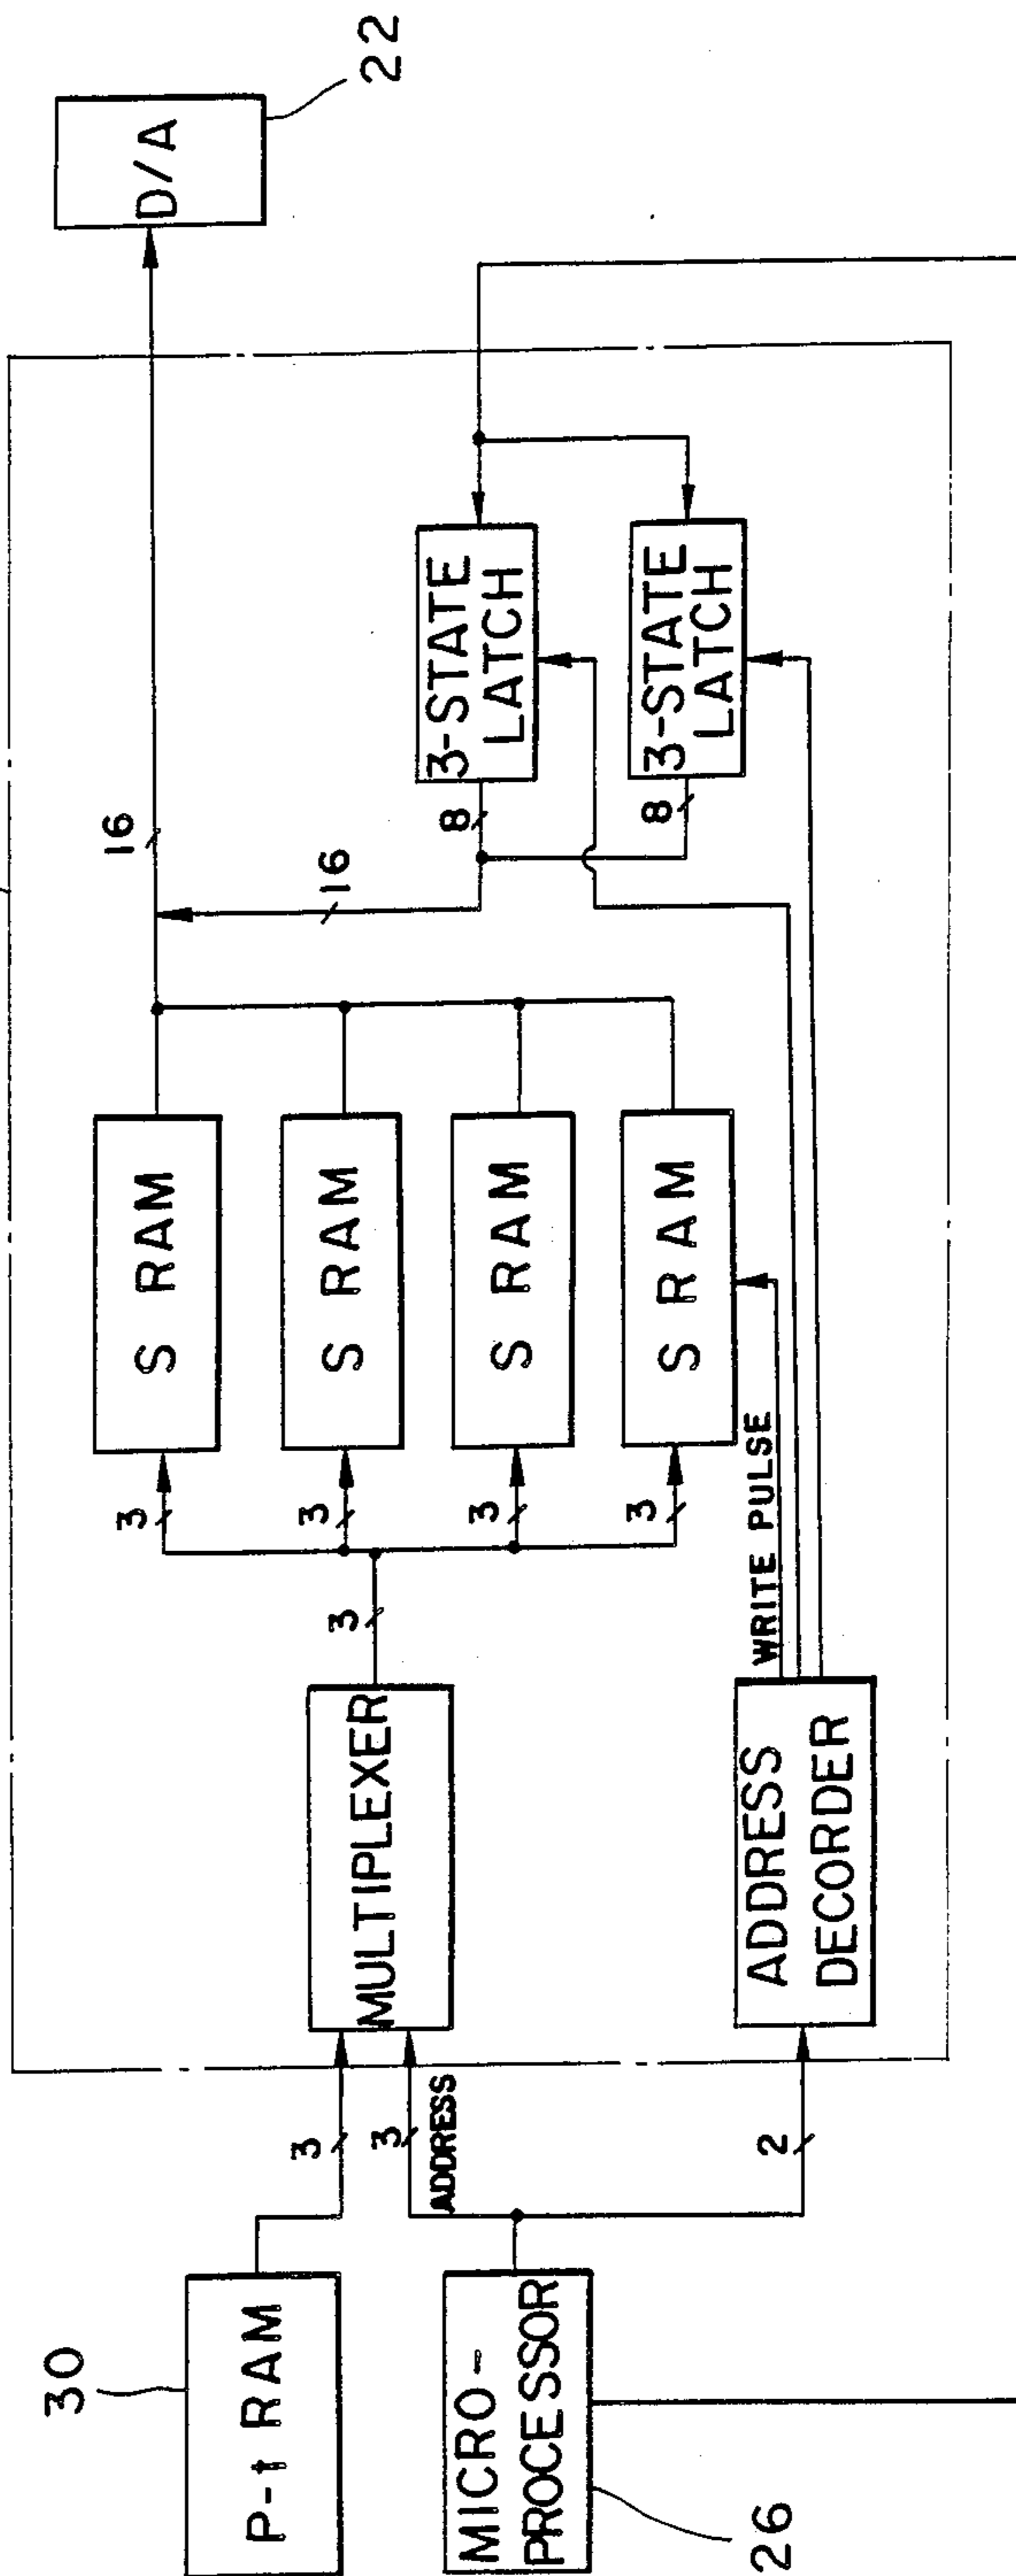 30
P-t RAM
MICRO-
PROCESSOR
26
3
3
ADDRESS
2
MULTIPLEXER
ADDRESS
DECORDER
3
3
3
3
3
WRITE PULSE
S RAM
S RAM
S RAM
S RAM
16
16
8
8
3-STATE
LATCH
3-STATE
LATCH
D/A
22